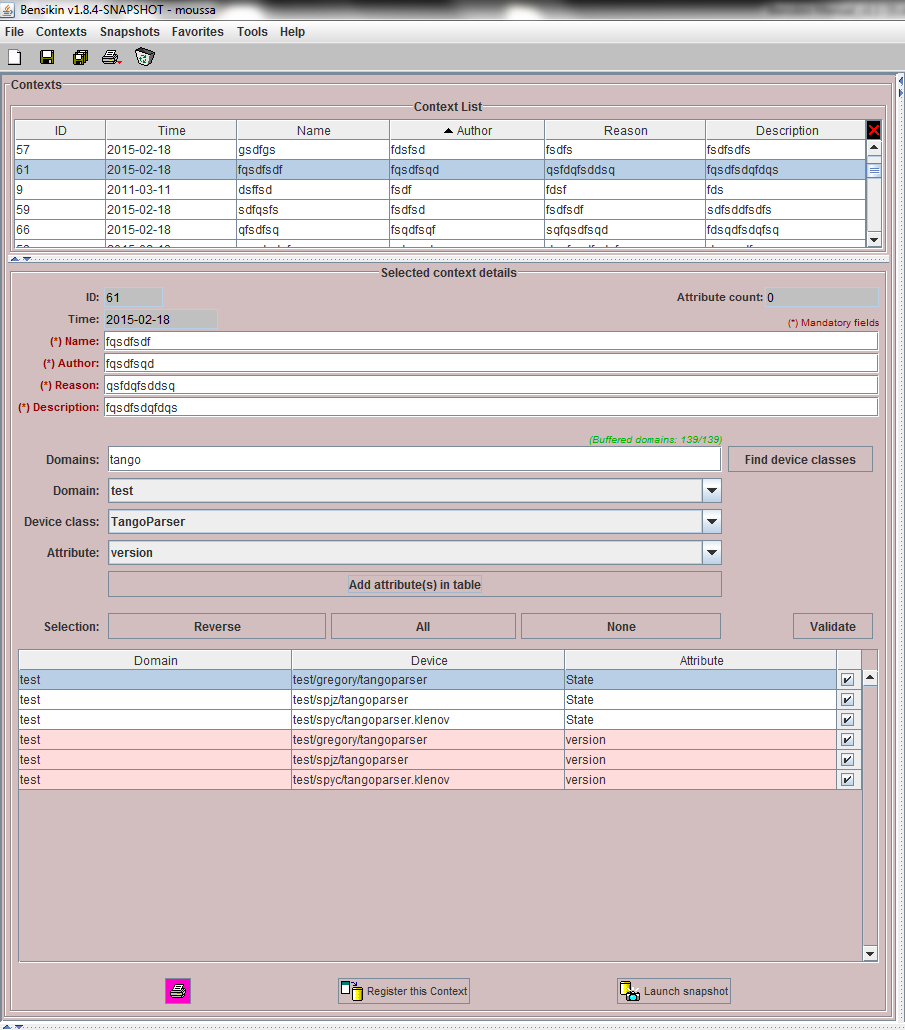 Bensikin v1.8.4-SNAPSHOT - moussa
File Contexts Snapshots Favorites Tools Help
Contexts
Context List
ID Time Name Author Reason Description
57 2015-02-18 gsdfgs fdsfsd fsdfs fsdfsdfs
61 2015-02-18 fqsdfsdf fqsdfsqd qsfdqfsddsq fqsdfsdqfdqs
9 2011-03-11 dsffsd fsdf fdsf fds
59 2015-02-18 sdfqsfs fsdfsd fsdfsdf sdfsddfsdfs
66 2015-02-18 qfsdfsq fsqdfsqf sqfqsdfsqd fdsqdfsdqfsq
Selected context details
ID: 61 Attribute count: 0
Time: 2015-02-18 (*) Mandatory fields
(*) Name: fqsdfsdf
(*) Author: fqsdfsqd
(*) Reason: qsfdqfsddsq
(*) Description: fqsdfsdqfdqs
(Buffered domains: 139/139)
Domains: tango Find device classes
Domain: test
Device class: TangoParser
Attribute: version
Add attribute(s) in table
Selection: Reverse All None Validate
Domain Device Attribute
test test/gregory/tangoparser State
test test/spjz/tangoparser State
test test/spyc/tangoparser.klenov State
test test/gregory/tangoparser version
test test/spjz/tangoparser version
test test/spyc/tangoparser.klenov version
Register this Context Launch snapshot